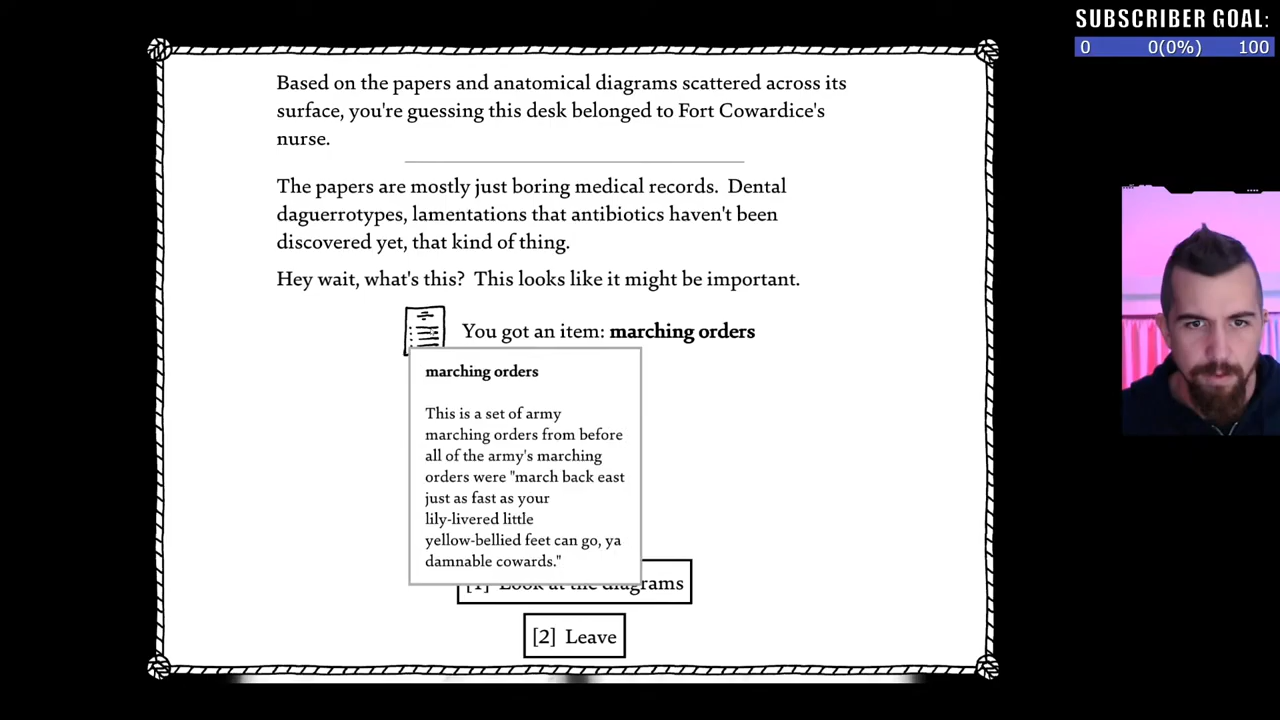 SUBSCRIBER GOAL:
0 0(0%) 100
Based on the papers and anatomical diagrams scattered across its
surface, you're guessing this desk belonged to Fort Cowardice's
nurse.
The papers are mostly just boring medical records.  Dental
daguerrotypes, lamentations that antibiotics haven't been
discovered yet, that kind of thing.
Hey wait, what's this?  This looks like it might be important.
You got an item: marching orders
marching orders
This is a set of army
marching orders from before
all of the army's marching
orders were "march back east
just as fast as your
lily-livered little
yellow-bellied feet can go, ya
damnable cowards."
[1] Look at the diagrams
[2] Leave